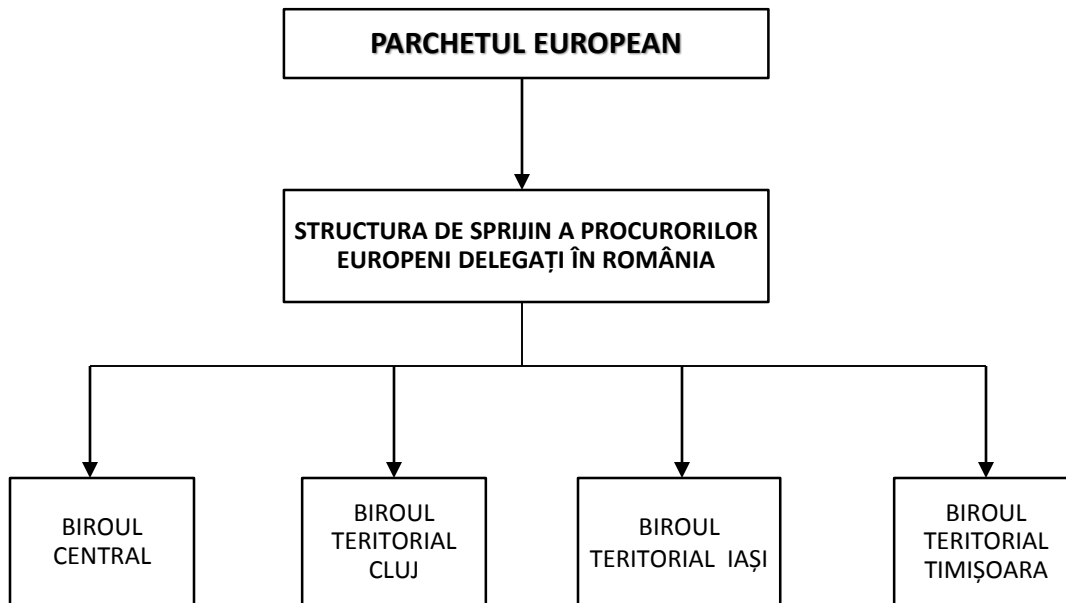 PARCHETUL EUROPEAN
STRUCTURA DE SPRIJIN A PROCURORILOR
EUROPENI DELEGAȚI ÎN ROMÂNIA
BIROUL
CENTRAL
BIROUL
TERITORIAL
CLUJ
BIROUL
TERITORIAL IAȘI
BIROUL
TERITORIAL
TIMIȘOARA